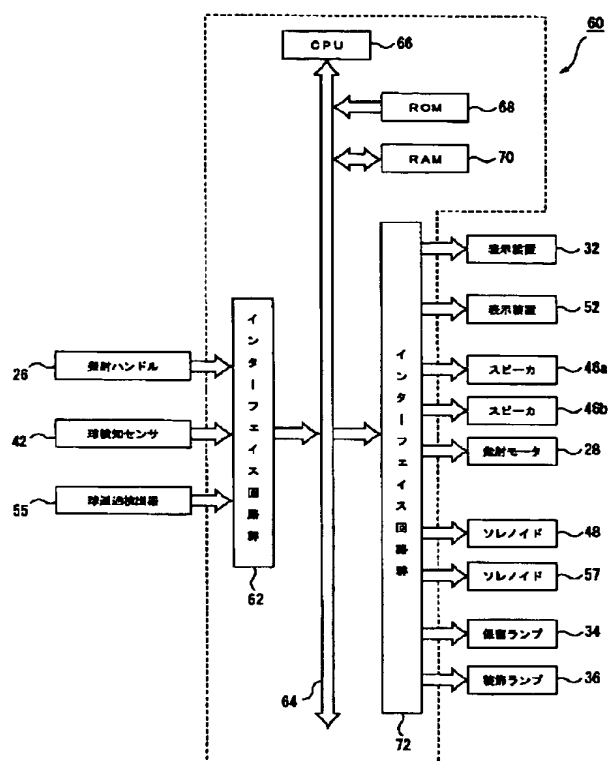 60
CPU
66
ROM
68
RAM
70
表示装置
32
表示装置
52
インターフェイス回路群
インターフェイス回路群
26
発射ハンドル
スピーカ
46a
スピーカ
46b
42
球検知センサ
発射モータ
28
55
球通過検出器
ソレノイド
48
62
ソレノイド
57
保留ランプ
34
64
装飾ランプ
36
72